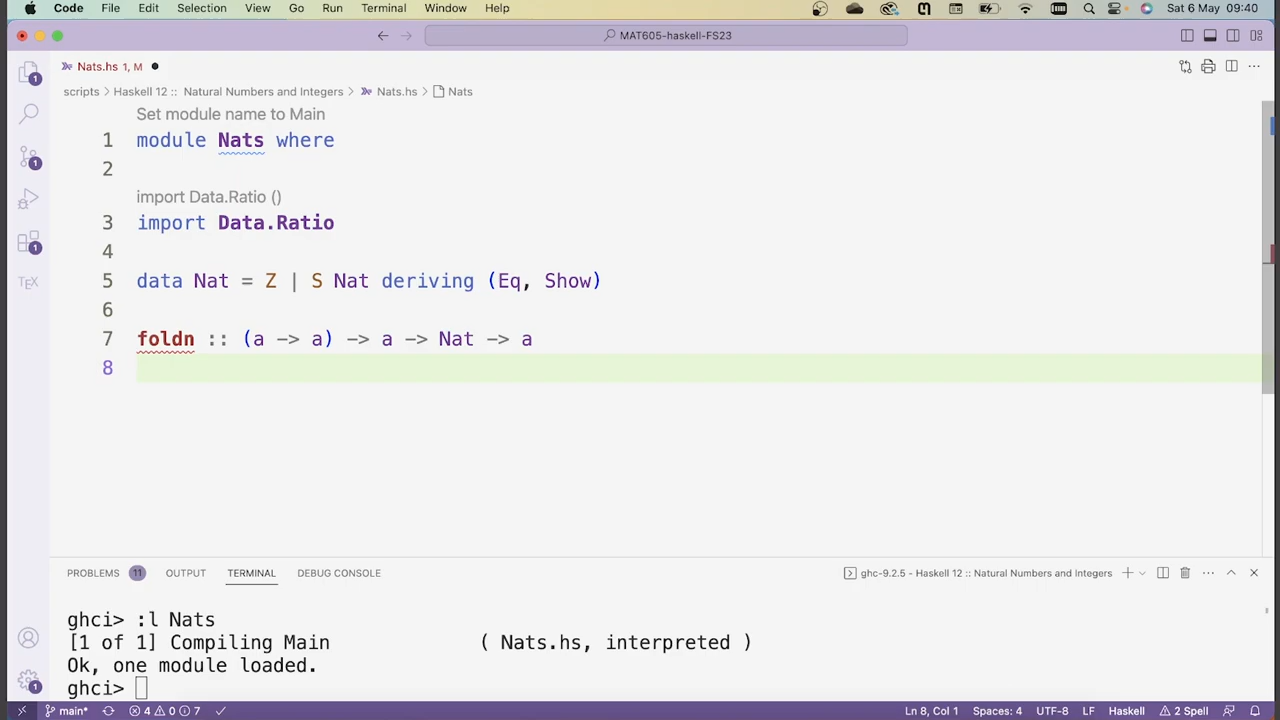 Code File Edit Selection View Go Run Terminal Window Help Sat 6 May 09:40
MAT605-haskell-FS23
Nats.hs 1, M
scripts > Haskell 12 :: Natural Numbers and Integers > Nats.hs > Nats
Set module name to Main
1 module Nats where
2
import Data.Ratio ()
3 import Data.Ratio
4
5 data Nat = Z | S Nat deriving (Eq, Show)
6
7 foldn :: (a -> a) -> a -> Nat -> a
8
1
1
1
TEX
1
PROBLEMS 11 OUTPUT TERMINAL DEBUG CONSOLE ghc-9.2.5 - Haskell 12 :: Natural Numbers and Integers
ghci> :l Nats
[1 of 1] Compiling Main ( Nats.hs, interpreted )
Ok, one module loaded.
ghci>
main* 4 0 7 Ln 8, Col 1 Spaces: 4 UTF-8 LF Haskell 2 Spell